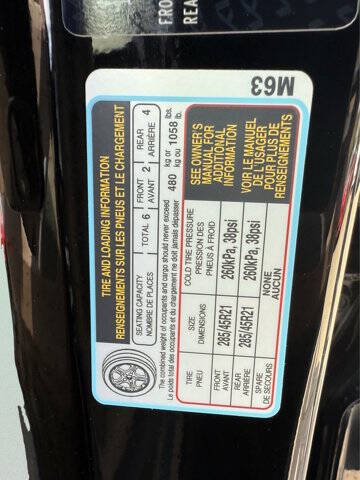 FRO
REA
M63
TIRE AND LOADING INFORMATION
RENSEIGNEMENTS SUR LES PNEUS ET LE CHARGEMENT
SEATING CAPACITY TOTAL 6 FRONT 2 REAR 4
NOMBRE DE PLACES AVANT ARRIÈRE
The combined weight of occupants and cargo should never exceed 480 kg or 1058 lbs.
Le poids total des occupants et du chargement ne doit jamais dépasser kg ou lb.
TIRE SIZE COLD TIRE PRESSURE
PNEU PRESSION DES PNEUS À FROID
FRONT 285/45R21 260kPa, 38psi
AVANT
REAR 285/45R21 260kPa, 38psi
ARRIÈRE
SPARE NONE
DE SECOURS AUCUN
SEE OWNER'S
MANUAL FOR
ADDITIONAL
INFORMATION
VOIR LE MANUEL
DE L'USAGER
POUR PLUS DE
RENSEIGNEMENTS